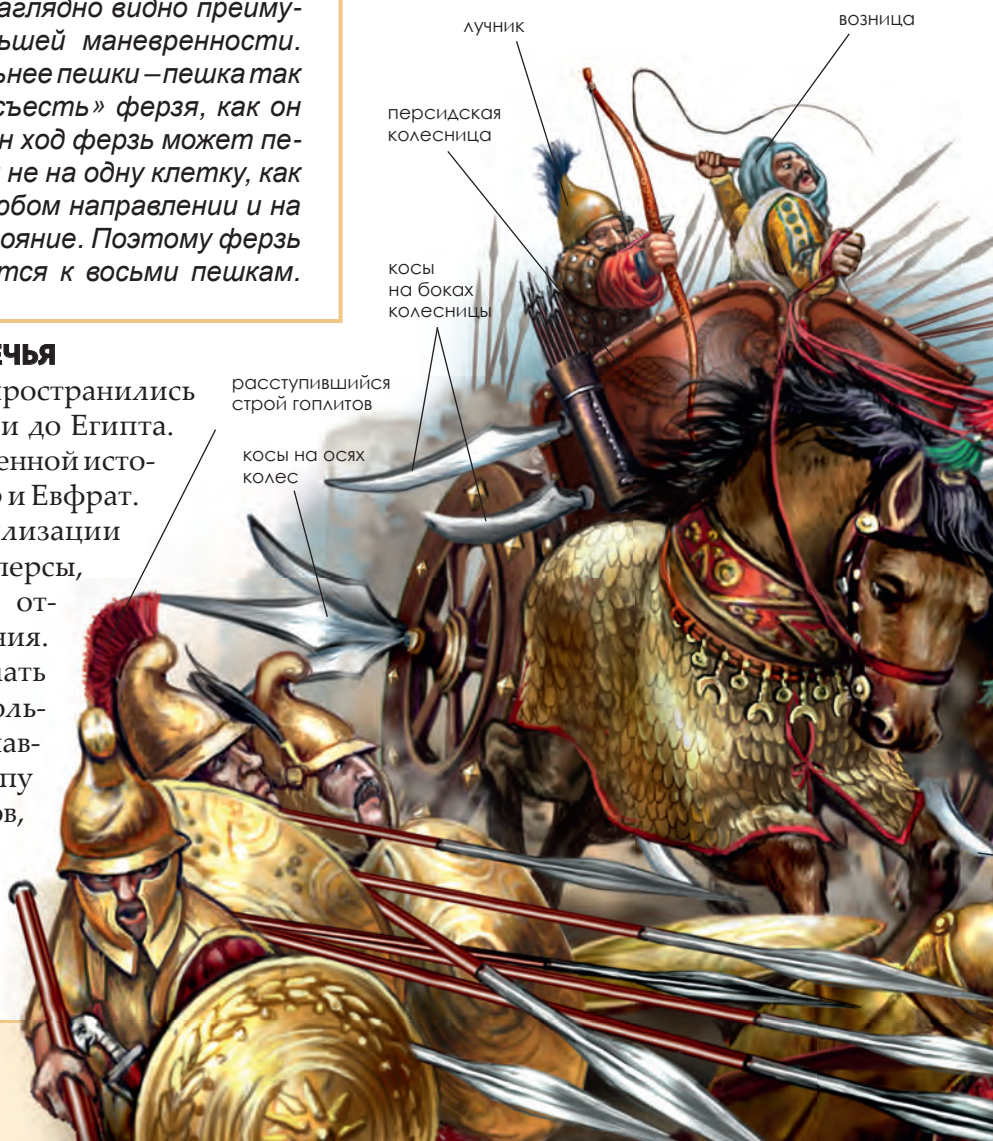 аглядно видно преиму-
ьшей маневренности.
ьнее пешки – пешка так
съесть» ферзя, как он
н ход ферзь может пе-
не на одну клетку, как
юбом направлении и на
ояние. Поэтому ферзь
тся к восьми пешкам.
ЕЧЬЯ
пространились
и до Египта.
енной исто-
и Евфрат.
лизации
персы,
от-
ния.
ать
оль-
ав-
пу
ов,
лучник
возница
персидская
колесница
косы
на боках
колесницы
расступившийся
строй гоплитов
косы на осях
колес